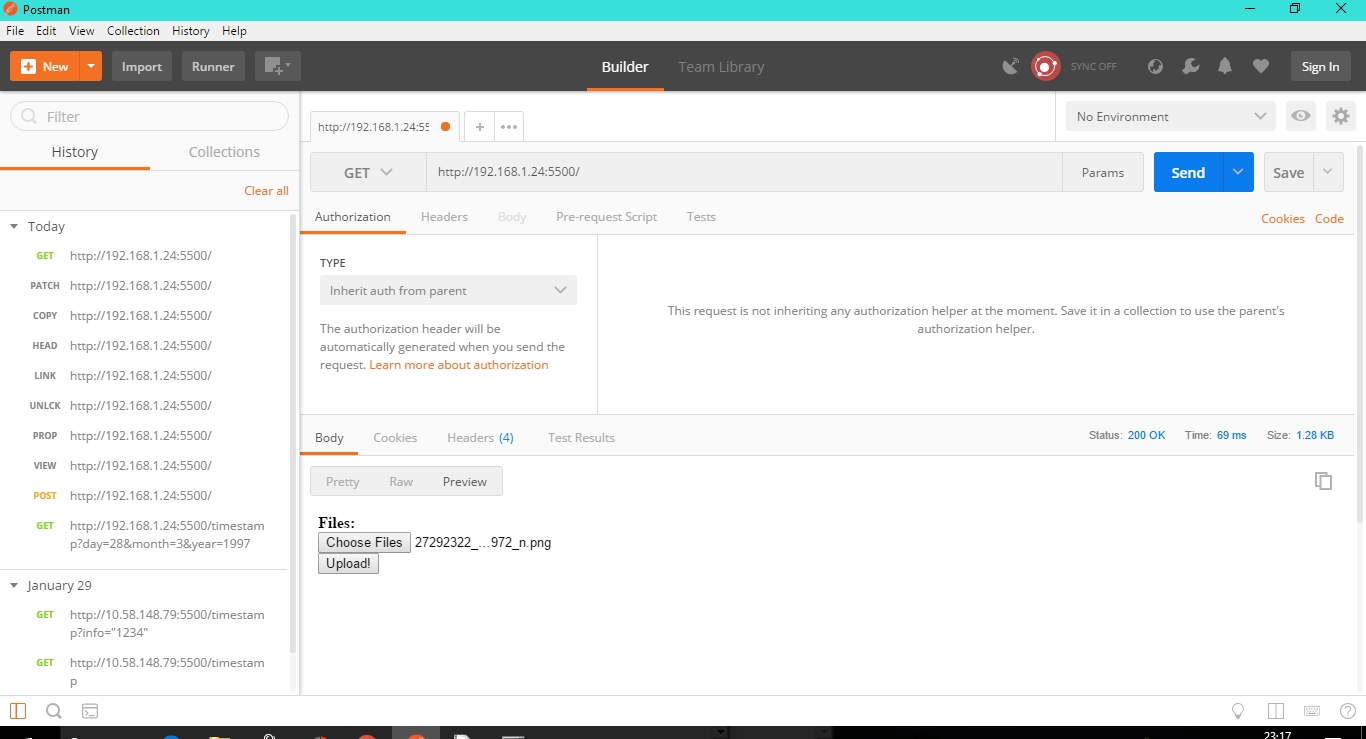 Postman
File Edit View Collection History Help
New Import Runner Builder Team Library SYNC OFF Sign In
Filter
History Collections
Clear all
Today
GET http://192.168.1.24:5500/
PATCH http://192.168.1.24:5500/
COPY http://192.168.1.24:5500/
HEAD http://192.168.1.24:5500/
LINK http://192.168.1.24:5500/
UNLCK http://192.168.1.24:5500/
PROP http://192.168.1.24:5500/
VIEW http://192.168.1.24:5500/
POST http://192.168.1.24:5500/
GET http://192.168.1.24:5500/timestam
p?day=28&month=3&year=1997
January 29
GET http://10.58.148.79:5500/timestam
p?info="1234"
GET http://10.58.148.79:5500/timestam
p
http://192.168.1.24:55 + ••• No Environment
GET http://192.168.1.24:5500/ Params Send Save
Authorization Headers Body Pre-request Script Tests Cookies Code
TYPE
Inherit auth from parent
The authorization header will be
automatically generated when you send the
request. Learn more about authorization
This request is not inheriting any authorization helper at the moment. Save it in a collection to use the parent's
authorization helper.
Body Cookies Headers (4) Test Results Status: 200 OK Time: 69 ms Size: 1.28 KB
Pretty Raw Preview
Files:
Choose Files 27292322_...972_n.png
Upload!
23:17